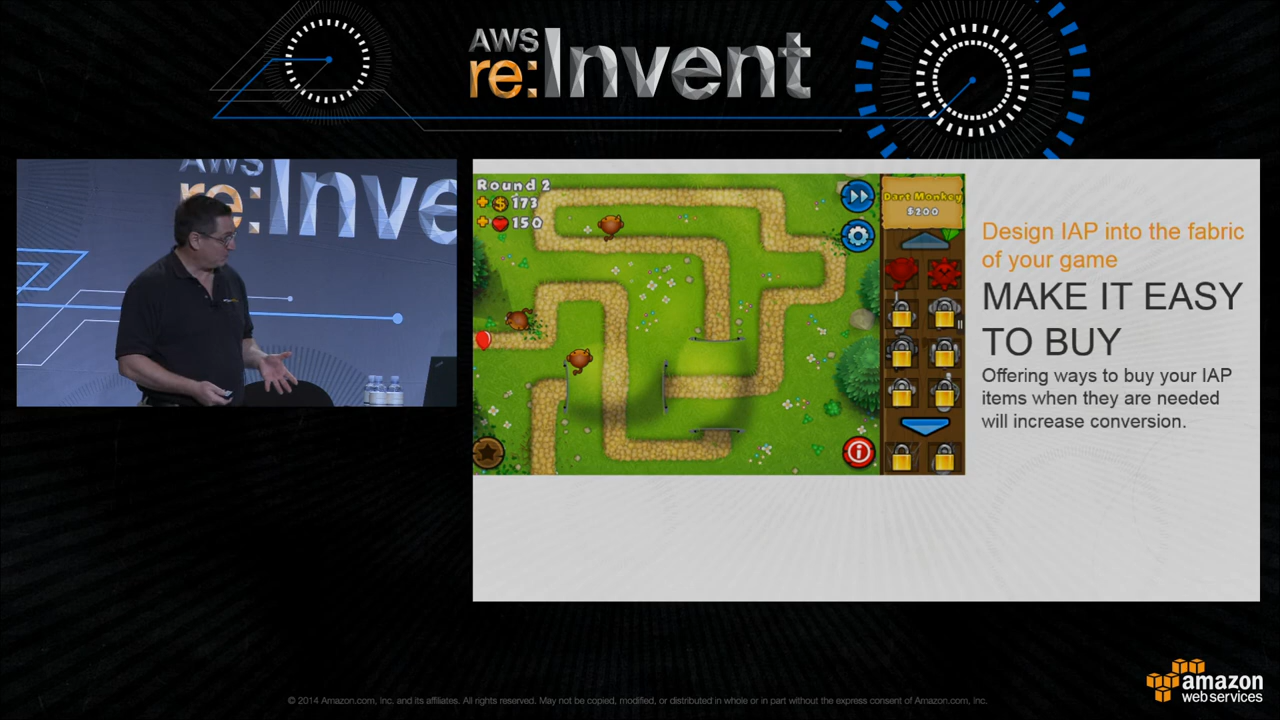 AWS
re:Invent
AWS
re:Inve
Round 2
173
150
Dart Monkey
$200
Design IAP into the fabric
of your game
MAKE IT EASY
TO BUY
Offering ways to buy your IAP
items when they are needed
will increase conversion.
amazon
web services
© 2014 Amazon.com, inc. and its affiliates. All rights reserved. May not be copied, modified, or distributed in whole or in part without the express consent of Amazon.com, inc.